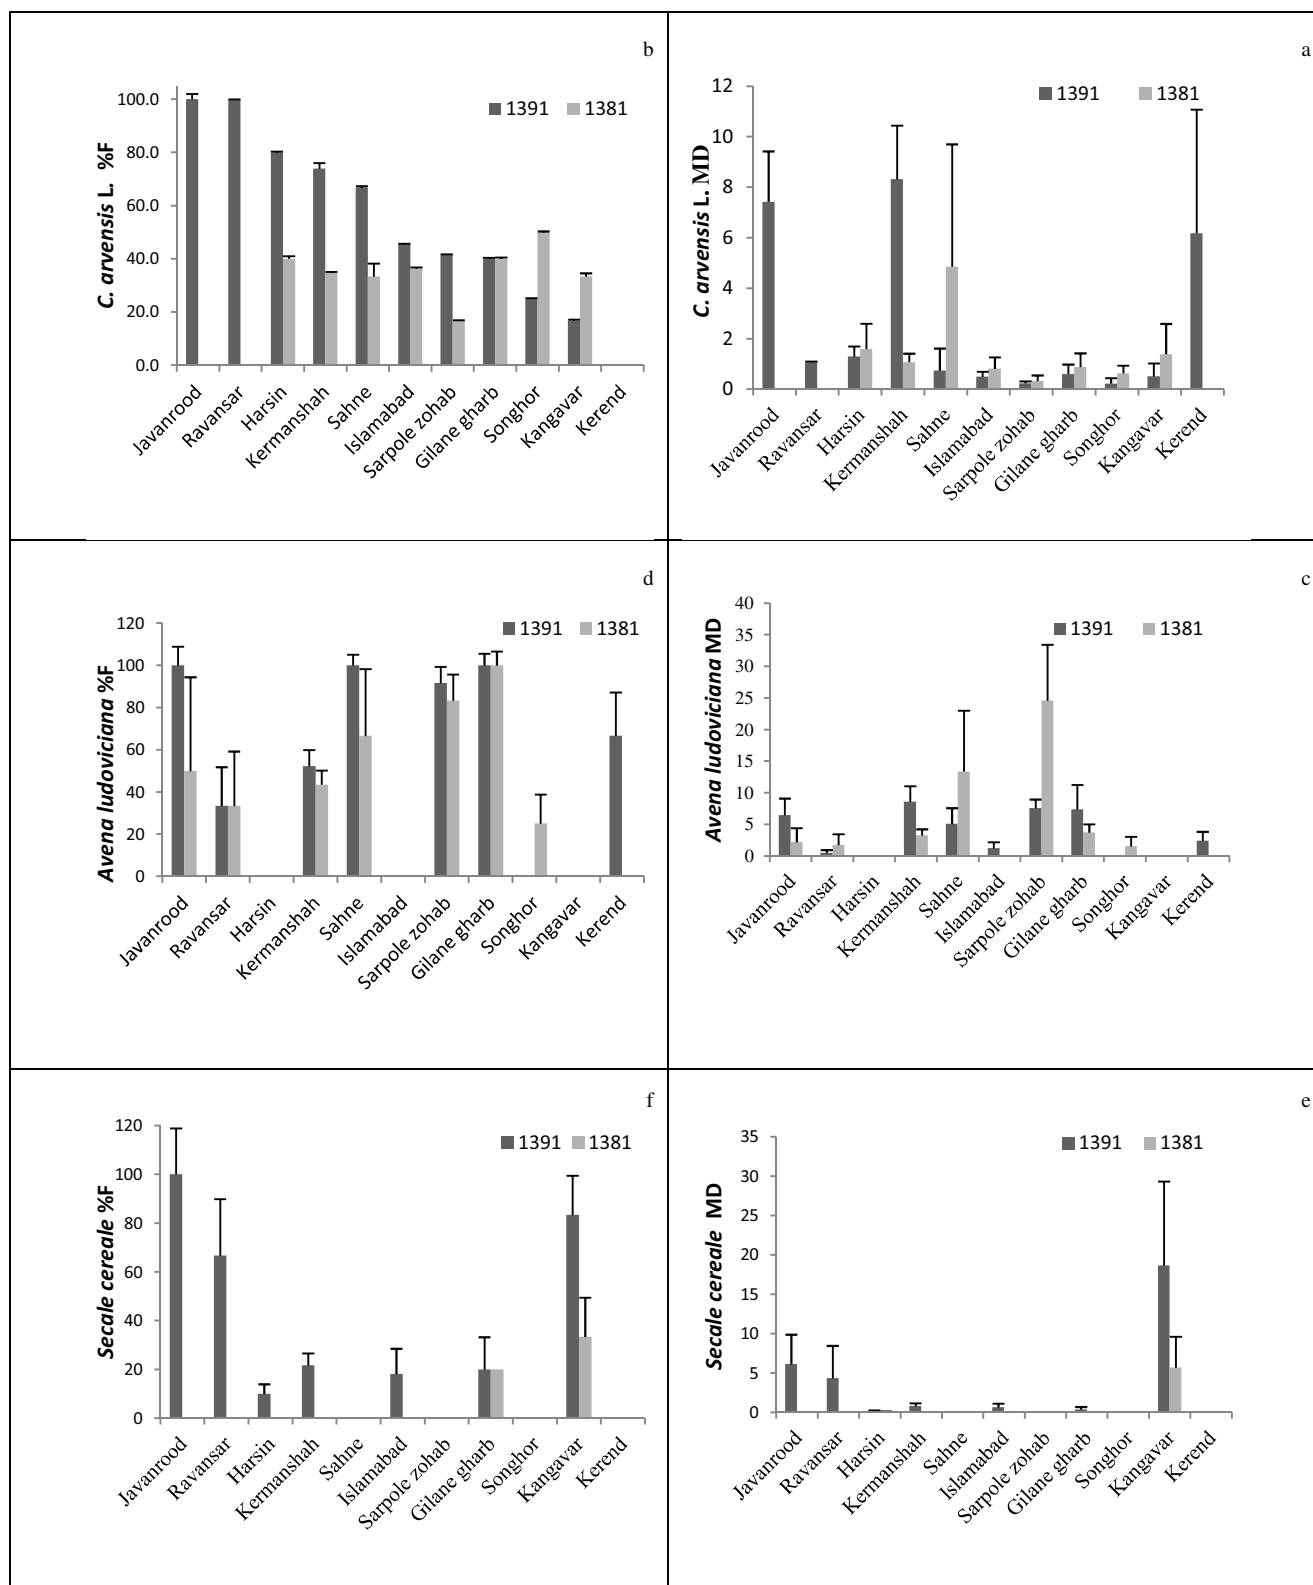 b
C. arvensis L. %F
1391 1381
100.0
80.0
60.0
40.0
20.0
0.0
Javanrood
Ravansar
Harsin
Kermanshah
Sahne
Islamabad
Sarpole zohab
Gilane gharb
Songhor
Kangavar
Kerend
a
C. arvensis L. MD
1391 1381
12
10
8
6
4
2
0
Javanrood
Ravansar
Harsin
Kermanshah
Sahne
Islamabad
Sarpole zohab
Gilane gharb
Songhor
Kangavar
Kerend
d
Avena ludoviciana %F
1391 1381
120
100
80
60
40
20
0
Javanrood
Ravansar
Harsin
Kermanshah
Sahne
Islamabad
Sarpole zohab
Gilane gharb
Songhor
Kangavar
Kerend
c
Avena ludoviciana MD
1391 1381
40
35
30
25
20
15
10
5
0
Javanrood
Ravansar
Harsin
Kermanshah
Sahne
Islamabad
Sarpole zohab
Gilane gharb
Songhor
Kangavar
Kerend
f
Secale cereale %F
1391 1381
120
100
80
60
40
20
0
Javanrood
Ravansar
Harsin
Kermanshah
Sahne
Islamabad
Sarpole zohab
Gilane gharb
Songhor
Kangavar
Kerend
e
Secale cereale MD
1391 1381
35
30
25
20
15
10
5
0
Javanrood
Ravansar
Harsin
Kermanshah
Sahne
Islamabad
Sarpole zohab
Gilane gharb
Songhor
Kangavar
Kerend